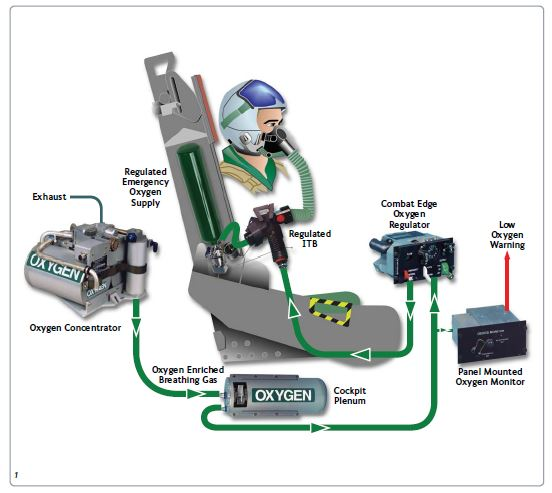 Regulated
Emergency
Oxygen
Supply
Exhaust
OXYGEN
Oxygen Concentrator
Regulated
ITB
Combat Edge
Oxygen
Regulator
Low
Oxygen
Warning
Panel Mounted
Oxygen Monitor
Oxygen Enriched
Breathing Gas
OXYGEN
Cockpit
Plenum
1